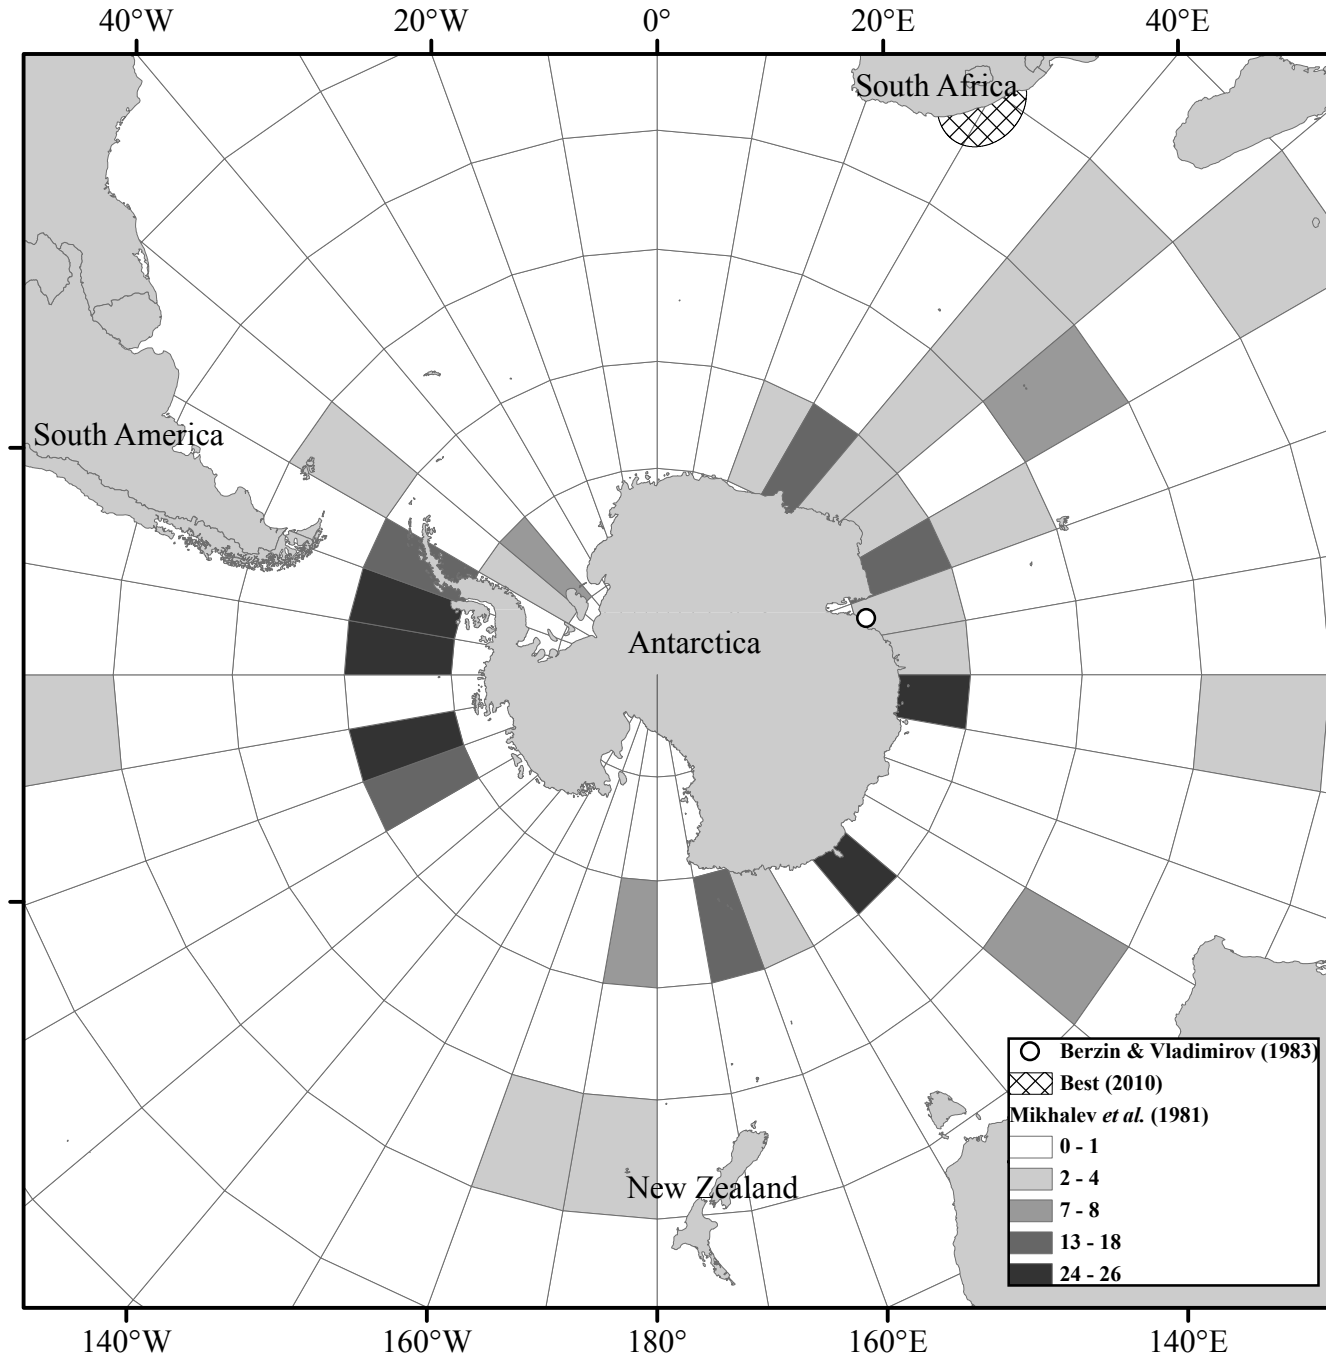 40°W 20°W 0° 20°E 40°E
South Africa
South America
Antarctica
New Zealand
Berzin & Vladimirov (1983)
Best (2010)
Mikhalev et al. (1981)
0 - 1
2 - 4
7 - 8
13 - 18
24 - 26
140°W 160°W 180° 160°E 140°E